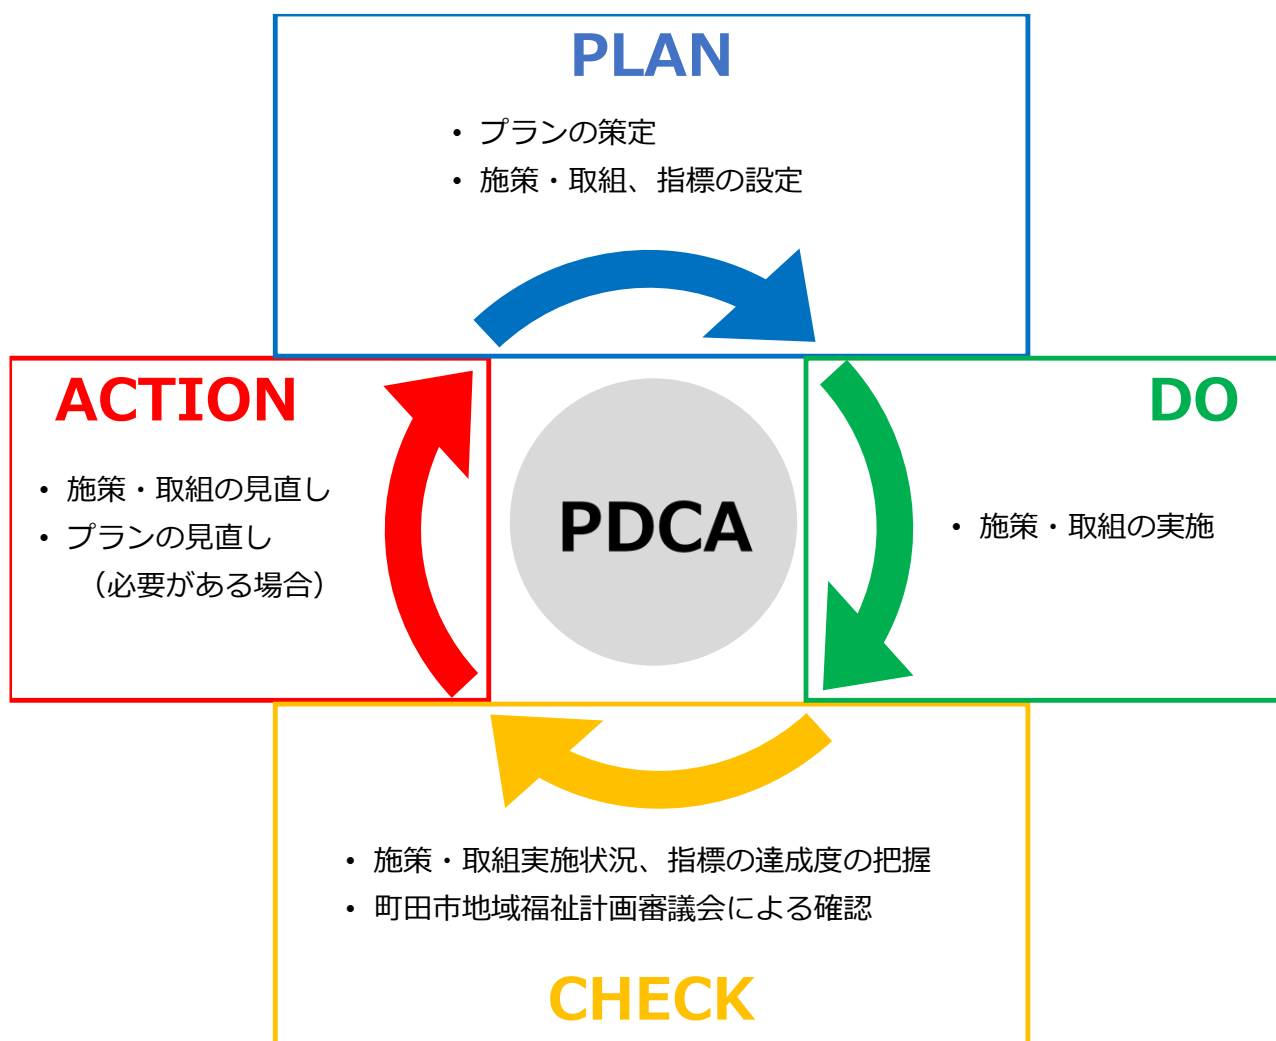 PLAN
• プランの策定
• 施策・取組、指標の設定
ACTION
• 施策・取組の見直し
• プランの見直し
（必要がある場合）
PDCA
DO
• 施策・取組の実施
• 施策・取組実施状況、指標の達成度の把握
• 町田市地域福祉計画審議会による確認
CHECK